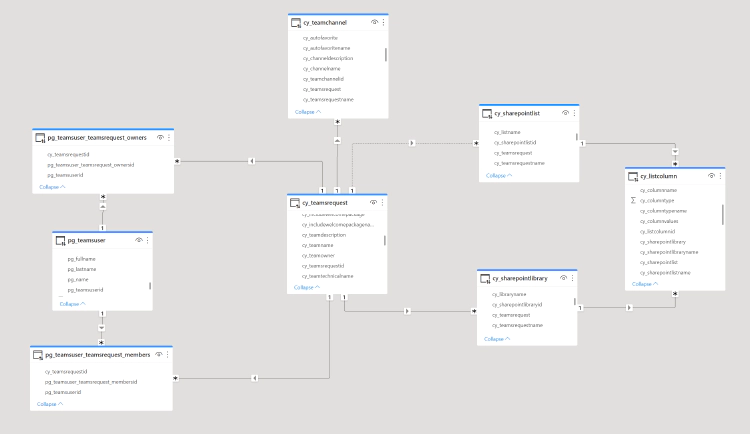 cy_teamchannel
cy_autofavorite
cy_autofavoritename
cy_channeldescription
cy_channelname
cy_teamchannelid
cy_teamsrequest
cy_teamsrequestname
Collapse
*
pg_teamsuser_teamsrequest_owners
cy_teamsrequestid
pg_teamsuser_teamsrequest_ownersid
pg_teamsuserid
Collapse
*
*
cy_sharepointlist
cy_listname
cy_sharepointlistid
cy_teamsrequest
cy_teamsrequestname
Collapse
*
1
cy_listcolumn
cy_columnname
Σ cy_columntype
cy_columntypename
cy_columnvalues
cy_listcolumnid
cy_sharepointlibrary
cy_sharepointlibraryname
cy_sharepointlist
cy_sharepointlistname
Collapse
*
*
1 1 1
cy_teamsrequest
cy_includewelcomepackage
cy_includewelcomepackagena...
cy_teamdescription
cy_teamname
cy_teamowner
cy_teamsrequestid
cy_teamtechnicalname
Collapse
1 1
1
pg_teamsuser
pg_fullname
pg_lastname
pg_name
pg_teamsuserid
Collapse
1
cy_sharepointlibrary
cy_libraryname
cy_sharepointlibraryid
cy_teamsrequest
cy_teamsrequestname
Collapse
*
1
*
pg_teamsuser_teamsrequest_members
cy_teamsrequestid
pg_teamsuser_teamsrequest_membersid
pg_teamsuserid
Collapse
*